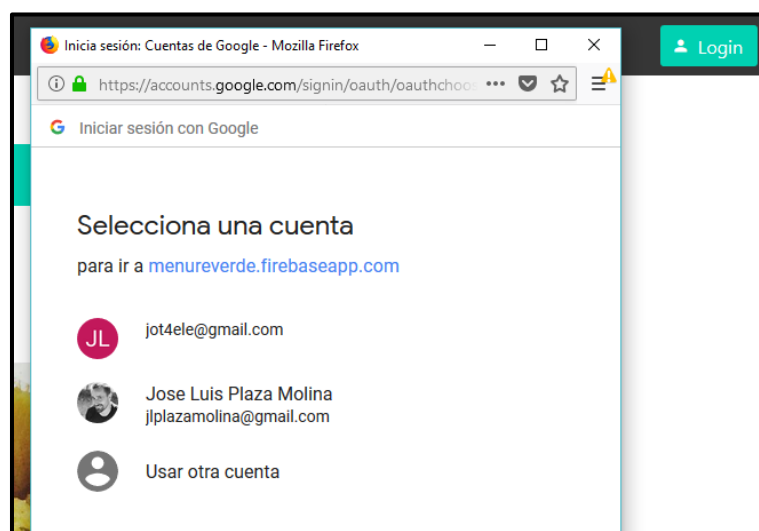 Inicia sesión: Cuentas de Google - Mozilla Firefox
Login
https://accounts.google.com/signin/oauth/oauthchoo
G Iniciar sesión con Google
Selecciona una cuenta
para ir a menureverde.firebaseapp.com
JL jot4ele@gmail.com
Jose Luis Plaza Molina
jlplazamolina@gmail.com
Usar otra cuenta